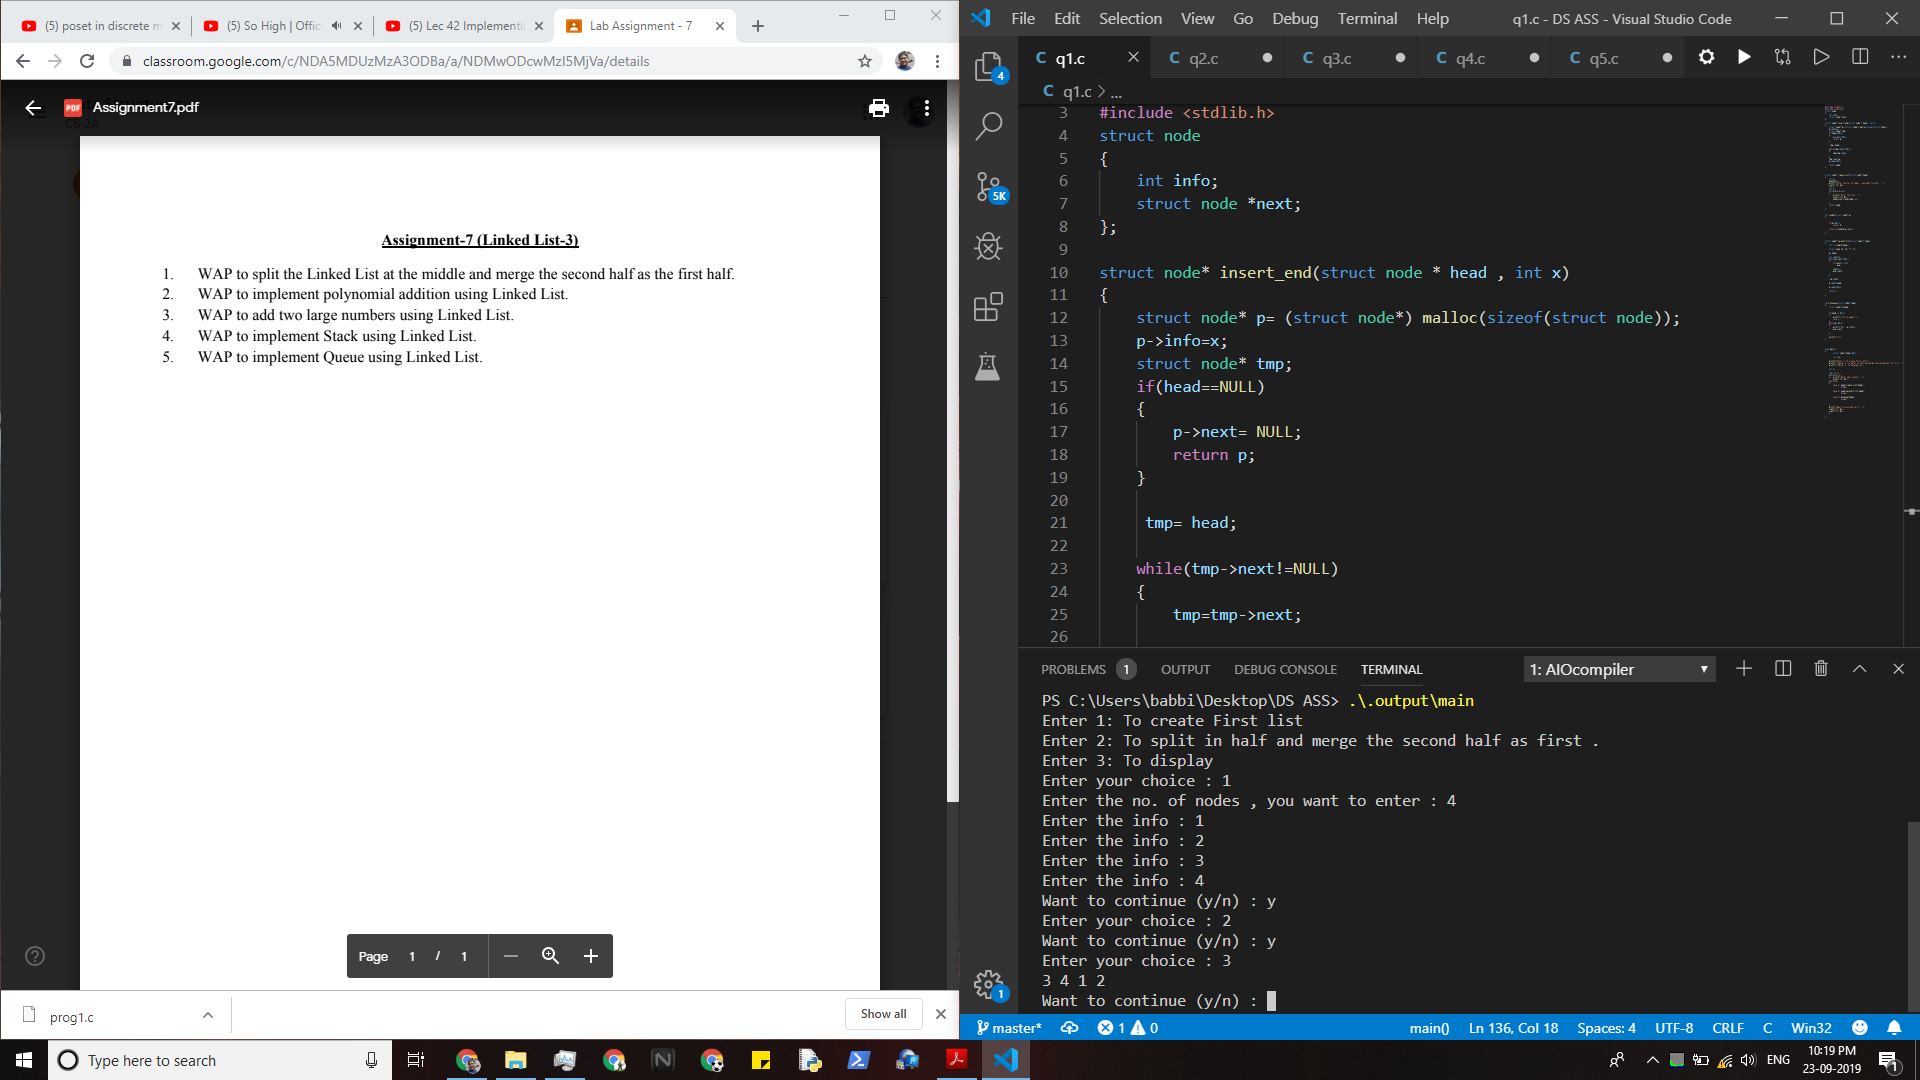 (5) poset in discrete m
(5) So High | Offic
(5) Lec 42 Implementi
Lab Assignment - 7
classroom.google.com/c/NDA5MDUzMzA3ODBa/a/NDMwODcwMzI5MjVa/details
PDF Assignment7.pdf
CS-3A
Assignment-7 (Linked List-3)
1. WAP to split the Linked List at the middle and merge the second half as the first half.
2. WAP to implement polynomial addition using Linked List.
3. WAP to add two large numbers using Linked List.
4. WAP to implement Stack using Linked List.
5. WAP to implement Queue using Linked List.
Page 1 / 1
prog1.c
Show all
File Edit Selection View Go Debug Terminal Help
q1.c - DS ASS - Visual Studio Code
4
5K
1
C q1.c C q2.c C q3.c C q4.c C q5.c
C q1.c > ...
3 #include <stdlib.h>
4 struct node
5 {
6 int info;
7 struct node *next;
8 };
9
10 struct node* insert_end(struct node * head , int x)
11 {
12 struct node* p= (struct node*) malloc(sizeof(struct node));
13 p->info=x;
14 struct node* tmp;
15 if(head==NULL)
16 {
17 p->next= NULL;
18 return p;
19 }
20
21 tmp= head;
22
23 while(tmp->next!=NULL)
24 {
25 tmp=tmp->next;
26
PROBLEMS 1 OUTPUT DEBUG CONSOLE TERMINAL
1: AIOcompiler
PS C:\Users\babbi\Desktop\DS ASS> .\.output\main
Enter 1: To create First list
Enter 2: To split in half and merge the second half as first .
Enter 3: To display
Enter your choice : 1
Enter the no. of nodes , you want to enter : 4
Enter the info : 1
Enter the info : 2
Enter the info : 3
Enter the info : 4
Want to continue (y/n) : y
Enter your choice : 2
Want to continue (y/n) : y
Enter your choice : 3
3 4 1 2
Want to continue (y/n) :
master* 1 0 main() Ln 136, Col 18 Spaces: 4 UTF-8 CRLF C Win32
Type here to search
ENG
10:19 PM
23-09-2019
1